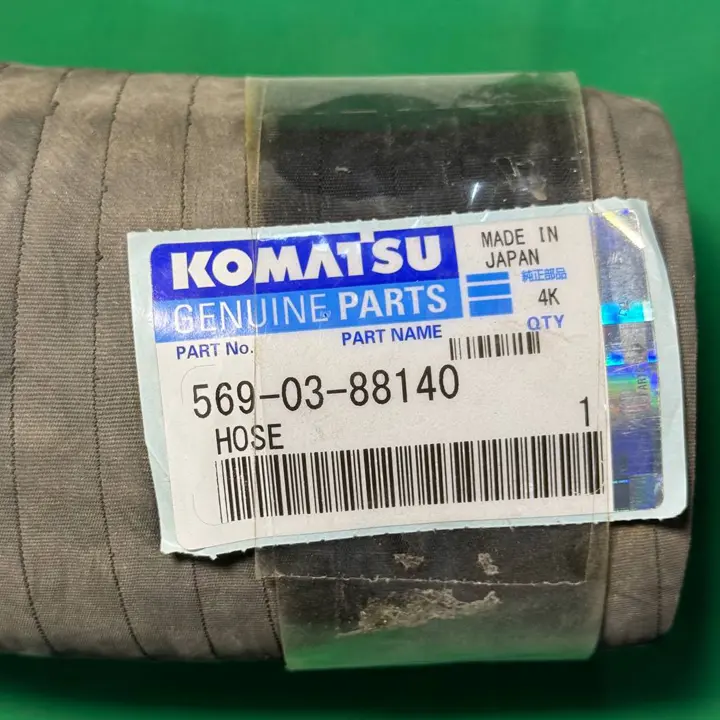 KOMATSU
MADE IN
JAPAN
GENUINE PARTS
純正部品
4K
PART No.
PART NAME
QTY
569-03-88140
HOSE
1